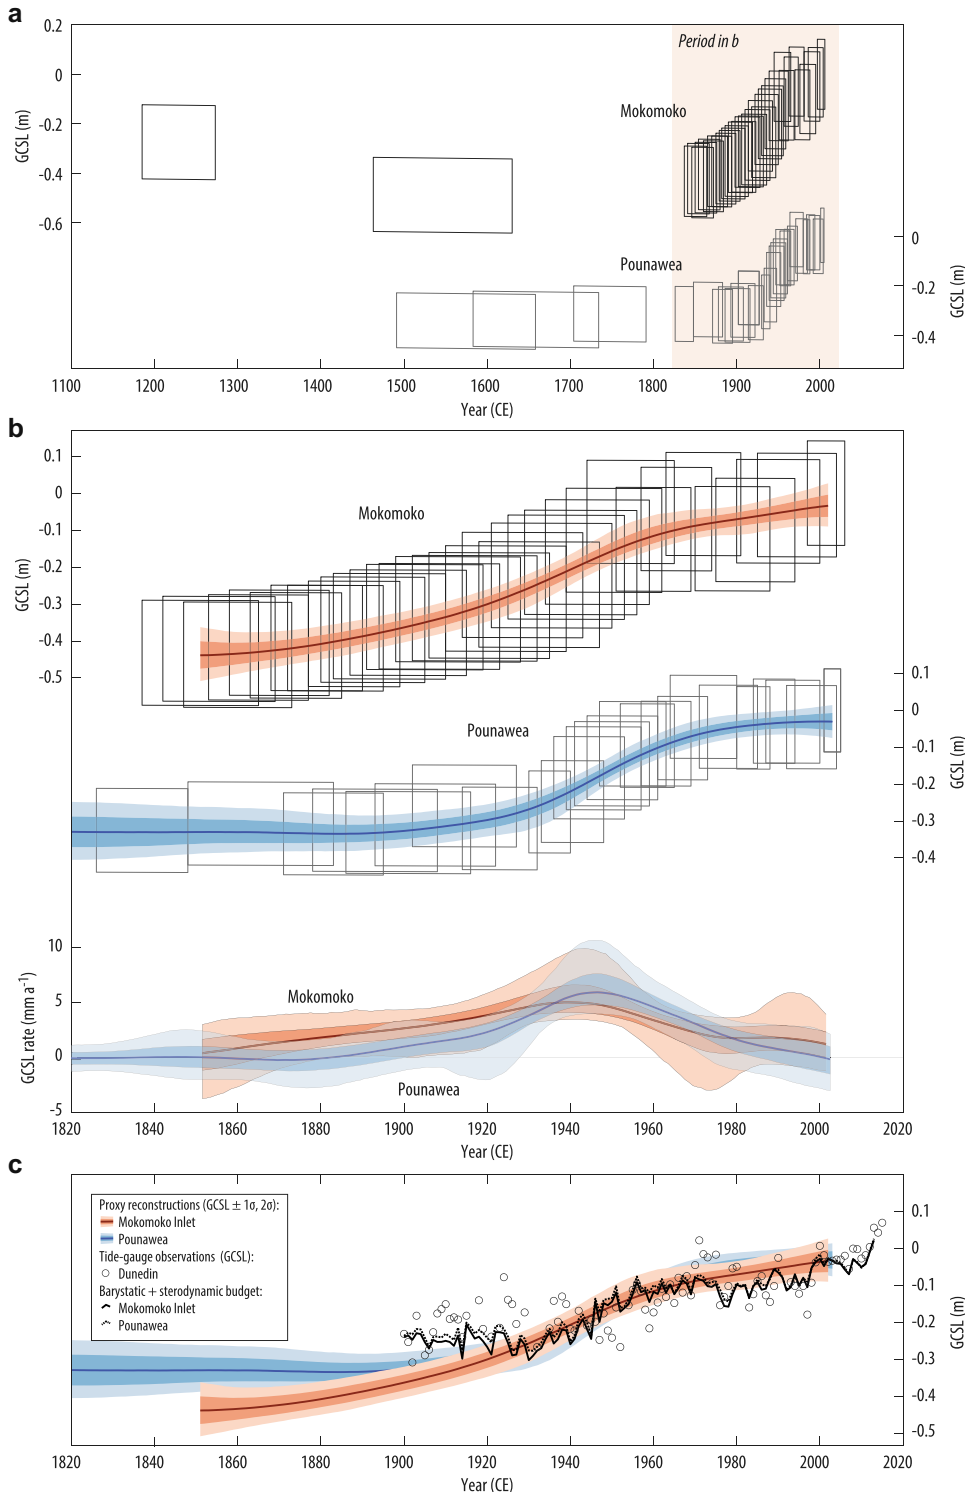 a
0.2
0
-0.2
-0.4
-0.6
GCSL (m)
Period in b
Mokomoko
Pounawea
0
-0.2
-0.4
GCSL (m)
1100 1200 1300 1400 1500 1600 1700 1800 1900 2000
Year (CE)
b
0.1
0
-0.1
-0.2
-0.3
-0.4
-0.5
GCSL (m)
Mokomoko
Pounawea
0.1
0
-0.1
-0.2
-0.3
-0.4
GCSL (m)
10
5
0
-5
GCSL rate (mm a⁻¹)
Mokomoko
Pounawea
1820 1840 1860 1880 1900 1920 1940 1960 1980 2000 2020
Year (CE)
c
Proxy reconstructions (GCSL ± 1σ, 2σ):
Mokomoko Inlet
Pounawea
Tide-gauge observations (GCSL):
Dunedin
Barystatic + sterodynamic budget:
Mokomoko Inlet
Pounawea
0.1
0
-0.1
-0.2
-0.3
-0.4
-0.5
GCSL (m)
1820 1840 1860 1880 1900 1920 1940 1960 1980 2000 2020
Year (CE)